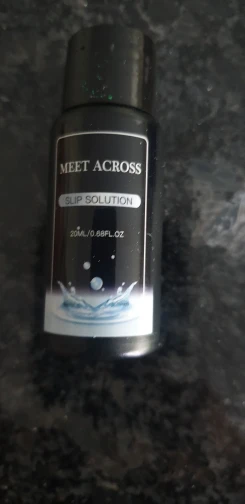 MEET ACROSS
SLIP SOLUTION
20ML/0.68FL.OZ